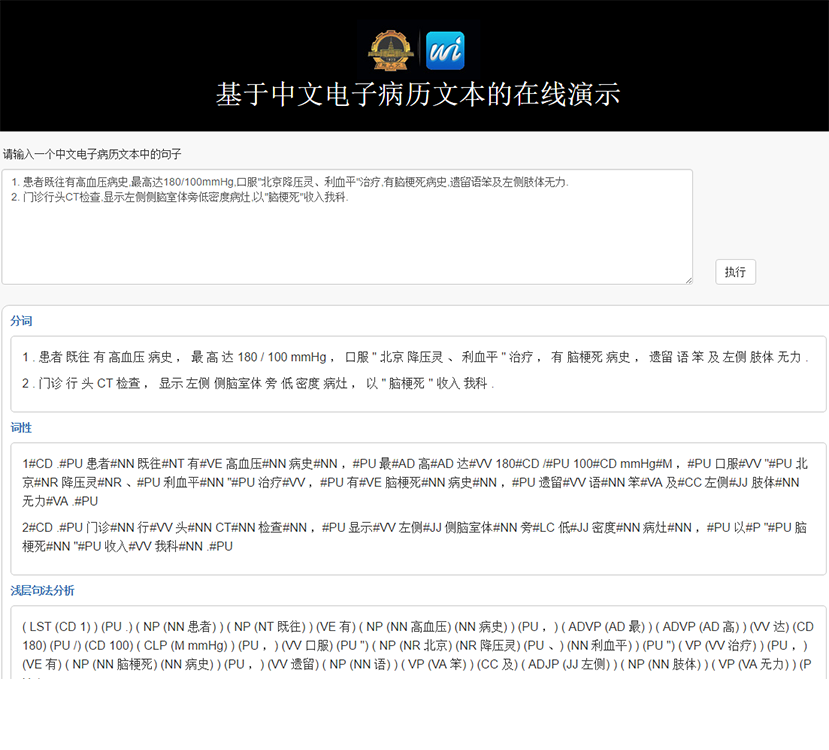 基于中文电子病历文本的在线演示
请输入一个中文电子病历文本中的句子
1. 患者既往有高血压病史,最高达180/100mmHg,口服"北京降压灵、利血平"治疗,有脑梗死病史,遗留语笨及左侧肢体无力.
2. 门诊行头CT检查,显示左侧侧脑室体旁低密度病灶,以"脑梗死"收入我科.
执行
分词
1 . 患者 既往 有 高血压 病史 , 最 高 达 180 / 100 mmHg , 口服 " 北京 降压灵 、 利血平 " 治疗 , 有 脑梗死 病史 , 遗留 语 笨 及 左侧 肢体 无力 .
2 . 门诊 行 头 CT 检查 , 显示 左侧 侧脑室体 旁 低 密度 病灶 , 以 " 脑梗死 " 收入 我科 .
词性
1#CD .#PU 患者#NN 既往#NT 有#VE 高血压#NN 病史#NN , #PU 最#AD 高#AD 达#VV 180#CD /#PU 100#CD mmHg#M , #PU 口服#VV "#PU 北
京#NR 降压灵#NR 、#PU 利血平#NN "#PU 治疗#VV , #PU 有#VE 脑梗死#NN 病史#NN , #PU 遗留#VV 语#NN 笨#VA 及#CC 左侧#JJ 肢体#NN
无力#VA .#PU
2#CD .#PU 门诊#NN 行#VV 头#NN CT#NN 检查#NN , #PU 显示#VV 左侧#JJ 侧脑室体#NN 旁#LC 低#JJ 密度#NN 病灶#NN , #PU 以#P "#PU 脑
梗死#NN "#PU 收入#VV 我科#NN .#PU
浅层句法分析
( LST (CD 1) ) (PU .) ( NP (NN 患者) ) ( NP (NT 既往) ) (VE 有) ( NP (NN 高血压) (NN 病史) ) (PU , ) ( ADVP (AD 最) ) ( ADVP (AD 高) ) (VV 达) (CD
180) (PU /) (CD 100) ( CLP (M mmHg) ) (PU , ) (VV 口服) (PU ") ( NP (NR 北京) (NR 降压灵) (PU 、) (NN 利血平) ) (PU ") ( VP (VV 治疗) ) (PU , )
(VE 有) ( NP (NN 脑梗死) (NN 病史) ) (PU , ) (VV 遗留) ( NP (NN 语) ) ( VP (VA 笨) ) (CC 及) ( ADJP (JJ 左侧) ) ( NP (NN 肢体) ) ( VP (VA 无力) ) (P